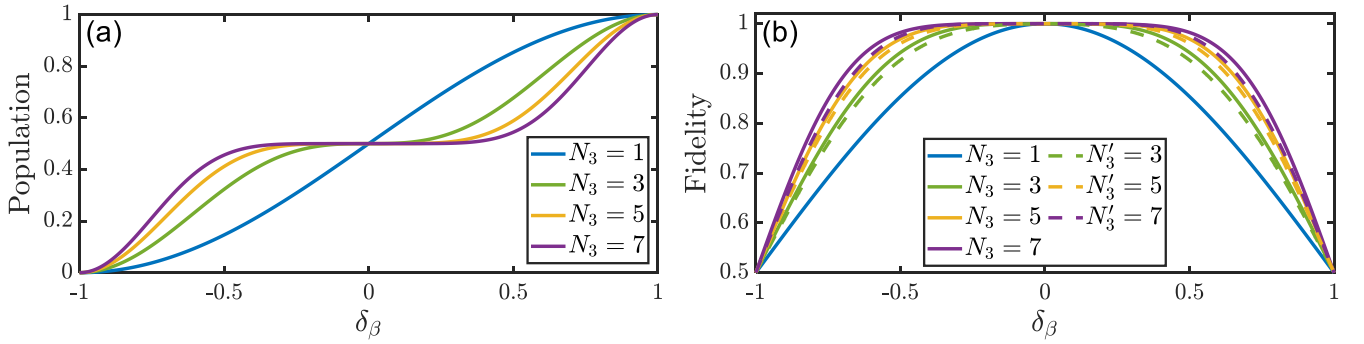 (a)
Population
1
0.8
0.6
0.4
0.2
0
-1
-0.5
0
0.5
1
δβ
N3 = 1
N3 = 3
N3 = 5
N3 = 7
(b)
Fidelity
1
0.9
0.8
0.7
0.6
0.5
-1
-0.5
0
0.5
1
δβ
N3 = 1 N′3 = 3
N3 = 3 N′3 = 5
N3 = 5 N′3 = 7
N3 = 7